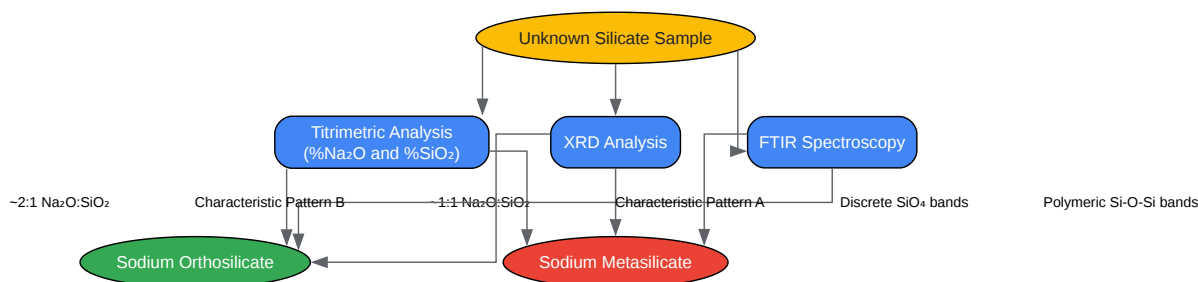 Unknown Silicate Sample
Titrimetric Analysis
(%Na₂O and %SiO₂)
XRD Analysis
FTIR Spectroscopy
~2:1 Na₂O:SiO₂
Characteristic Pattern B
~1:1 Na₂O:SiO₂
Characteristic Pattern A
Discrete SiO₄ bands
Polymeric Si-O-Si bands
Sodium Orthosilicate
Sodium Metasilicate